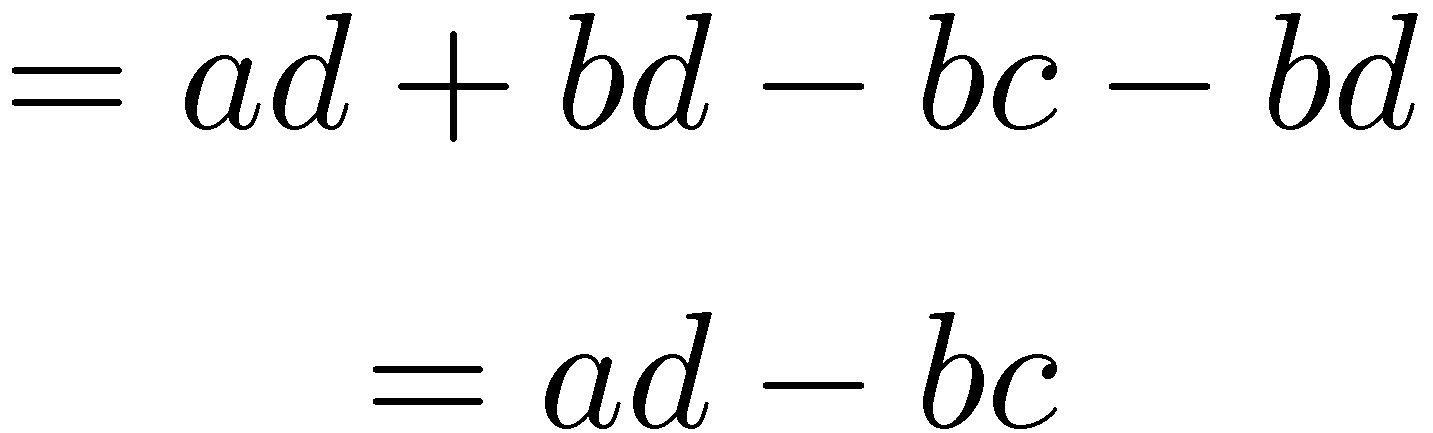 = ad + bd − bc − bd
= ad − bc